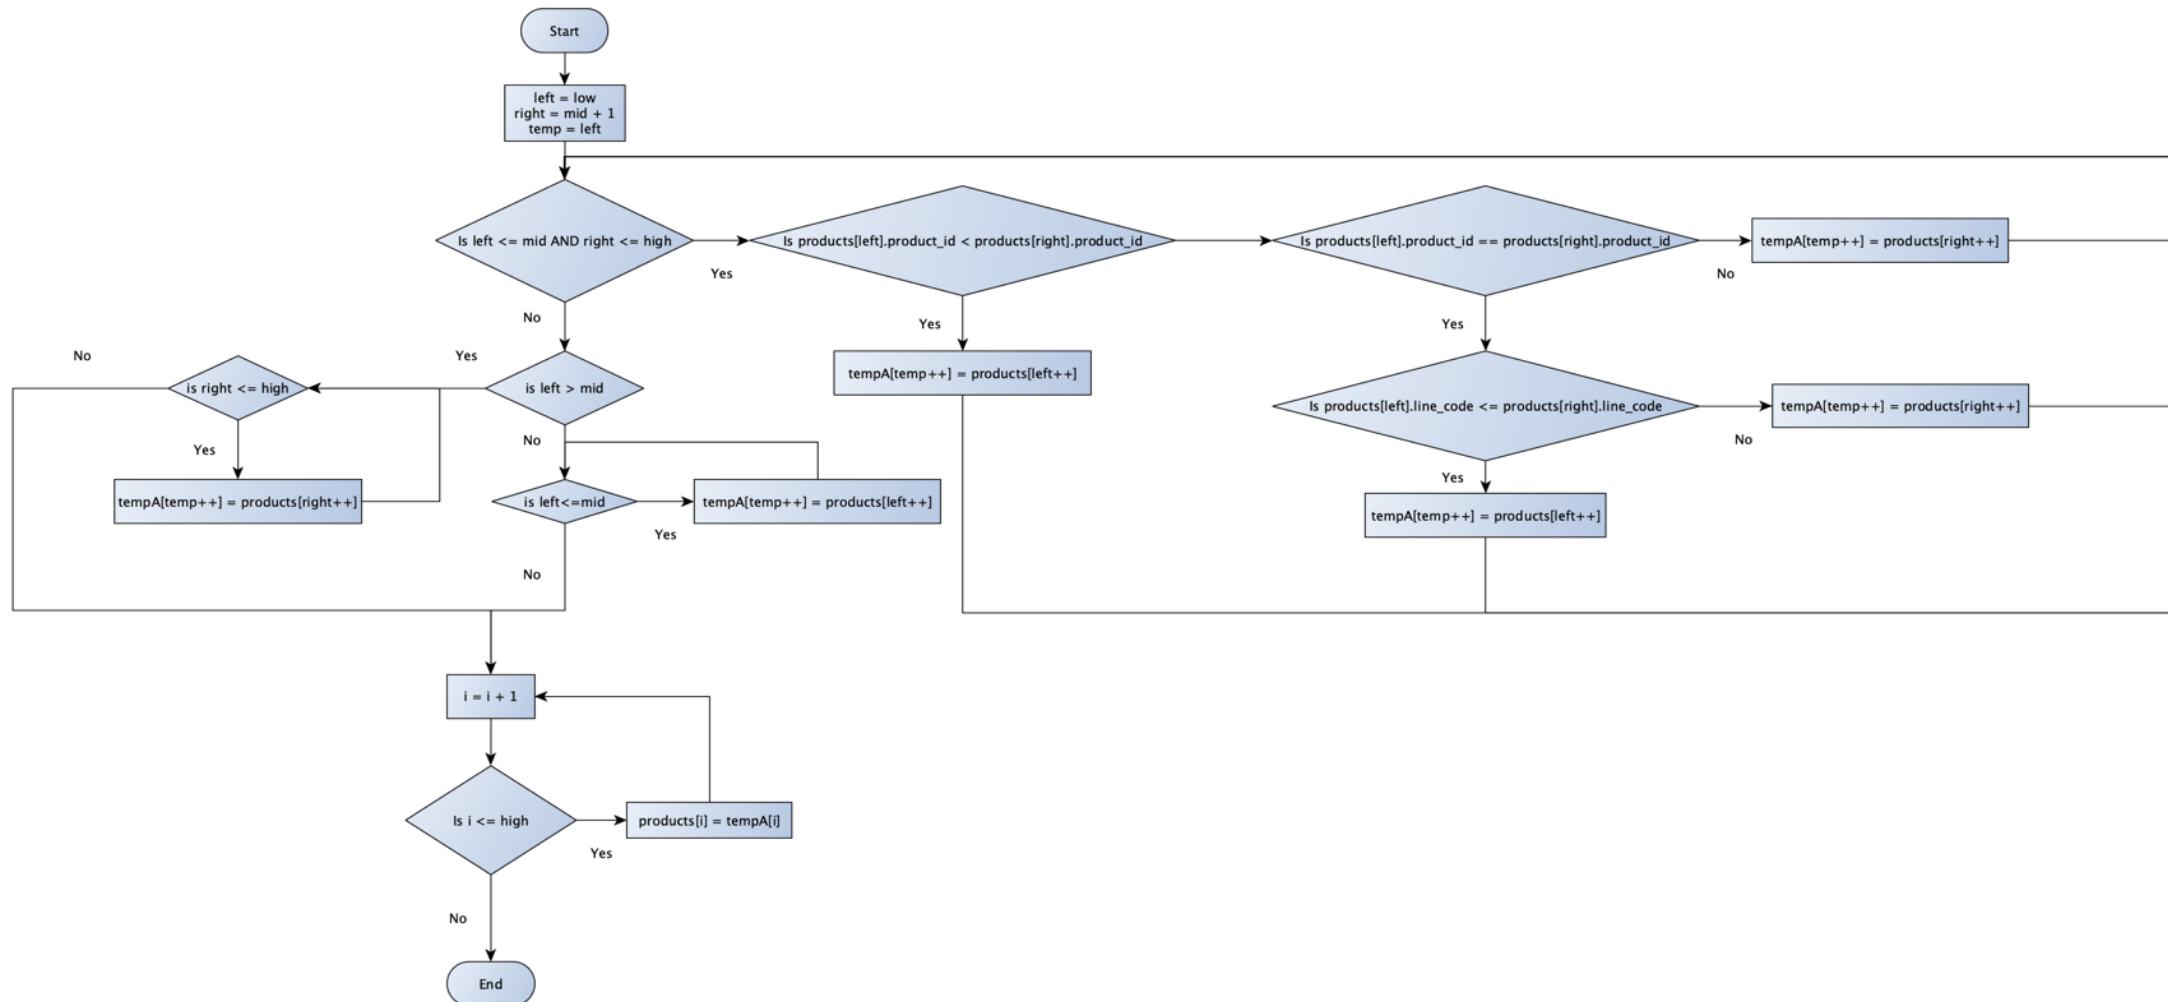 Start
left = low
right = mid + 1
temp = left
Is left <= mid AND right <= high
Yes
Is products[left].product_id < products[right].product_id
Is products[left].product_id == products[right].product_id
No
tempA[temp++] = products[right++]
No
Yes
Yes
No
is right <= high
Yes
is left > mid
tempA[temp++] = products[left++]
Is products[left].line_code <= products[right].line_code
No
tempA[temp++] = products[right++]
Yes
No
Yes
tempA[temp++] = products[right++]
is left<=mid
Yes
tempA[temp++] = products[left++]
tempA[temp++] = products[left++]
No
i = i + 1
Is i <= high
Yes
products[i] = tempA[i]
No
End